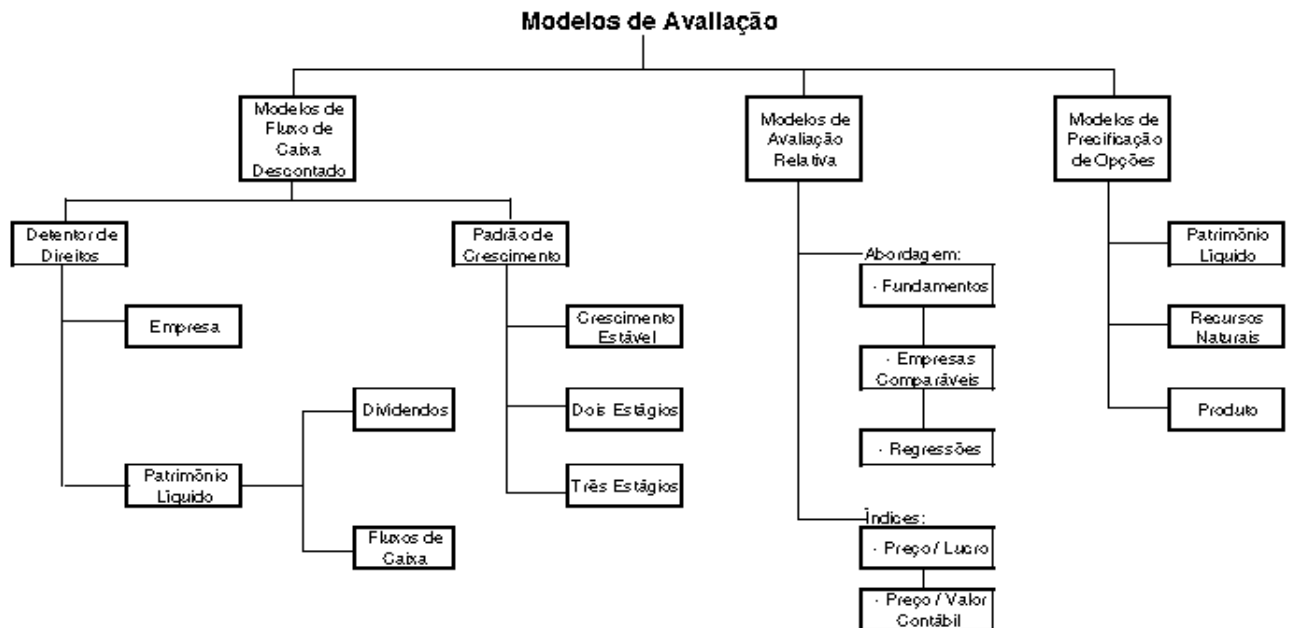 Modelos de Avaliação
Modelos de
Fluxo de
Caixa
Descontado
Modelos de
Avaliação
Relativa
Modelos de
Precificação
de Opções
Detentor de
Direitos
Padrão de
Crescimento
Empresa
Patrimônio
Líquido
Dividendos
Fluxos de
Caixa
Crescimento
Estável
Dois Estágios
Três Estágios
Abordagem:
· Fundamentos
· Empresas
Comparáveis
· Regressões
Índices:
· Preço / Lucro
· Preço / Valor
Contábil
Patrimônio
Líquido
Recursos
Naturais
Produto